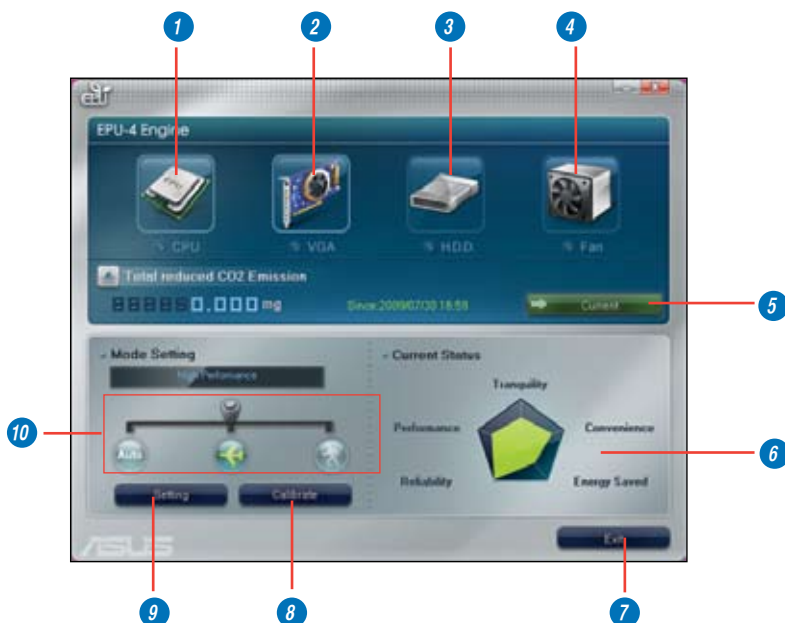 1 2 3 4
EPU
EPU-4 Engine
CPU VGA HDD Fan
Total reduced CO2 Emission
0.000 mg Since:2009/07/30 18:58 Current
5
Mode Setting
High Performance
Auto
Setting Calibrate
Current Status
Tranquility
Performance Convenience
Reliability Energy Saved
10
6
ASUS
Exit
9 8 7